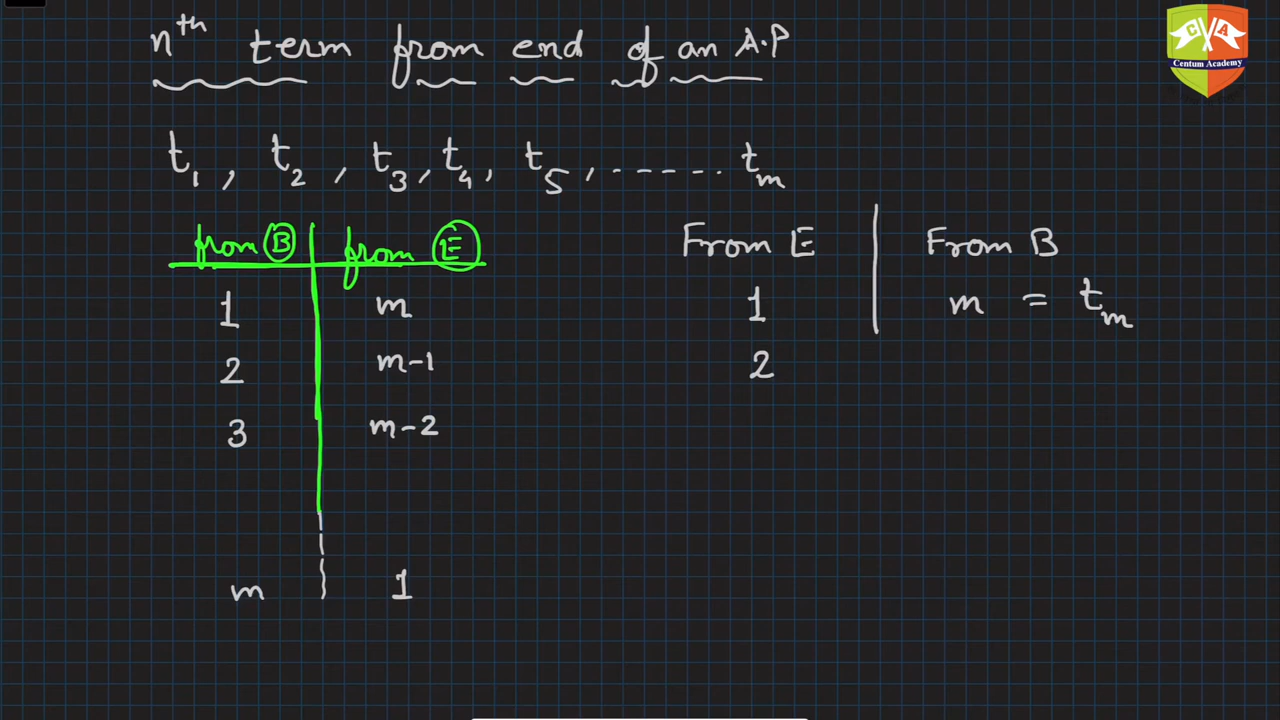 nth term from end of an A.P
C A
Centum Academy
t1, t2, t3, t4, t5, ...... tm
from B | from E
1 m
2 m-1
3 m-2
m 1
From E | From B
1 m = tm
2